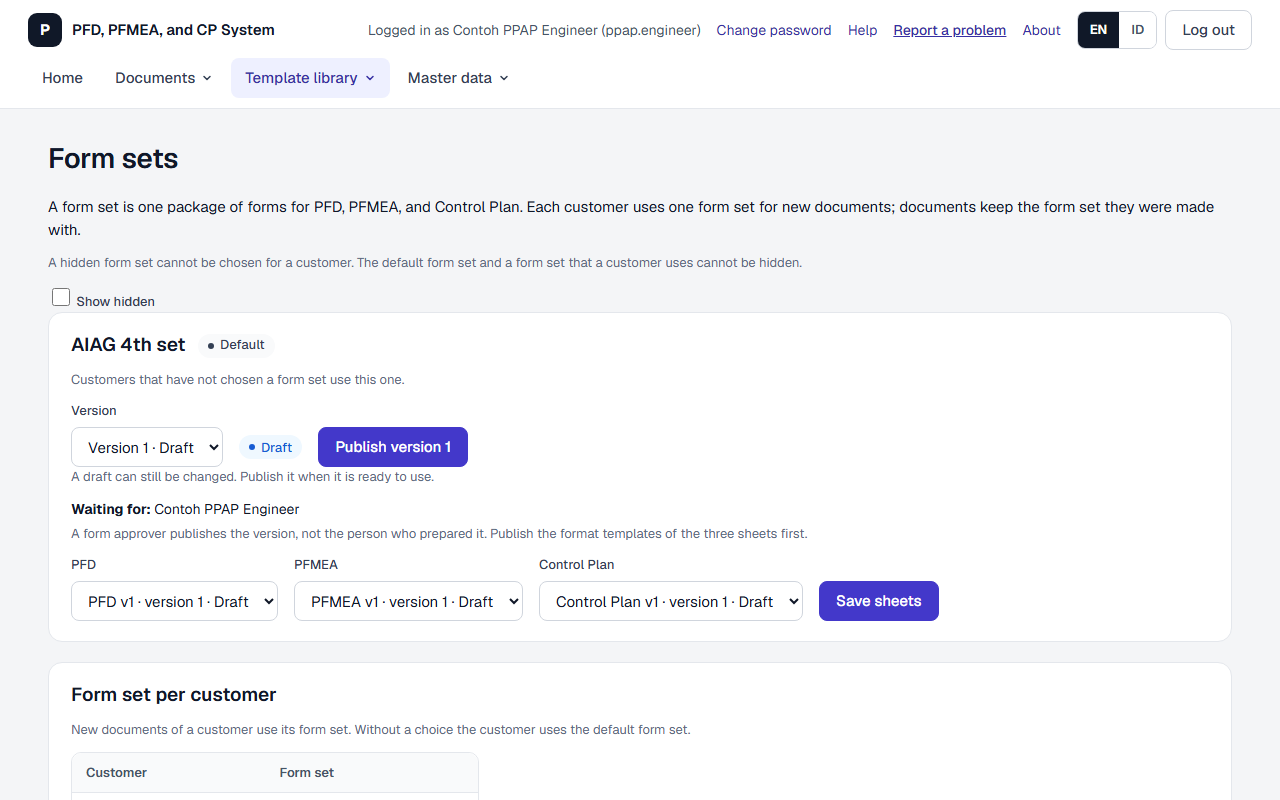 P PFD, PFMEA, and CP System Logged in as Contoh PPAP Engineer (ppap.engineer) Change password Help Report a problem About EN ID Log out
Home Documents Template library Master data
Form sets
A form set is one package of forms for PFD, PFMEA, and Control Plan. Each customer uses one form set for new documents; documents keep the form set they were made
with.
A hidden form set cannot be chosen for a customer. The default form set and a form set that a customer uses cannot be hidden.
Show hidden
AIAG 4th set Default
Customers that have not chosen a form set use this one.
Version
Version 1 · Draft Draft Publish version 1
A draft can still be changed. Publish it when it is ready to use.
Waiting for: Contoh PPAP Engineer
A form approver publishes the version, not the person who prepared it. Publish the format templates of the three sheets first.
PFD PFMEA Control Plan
PFD v1 · version 1 · Draft PFMEA v1 · version 1 · Draft Control Plan v1 · version 1 · Draft Save sheets
Form set per customer
New documents of a customer use its form set. Without a choice the customer uses the default form set.
Customer Form set